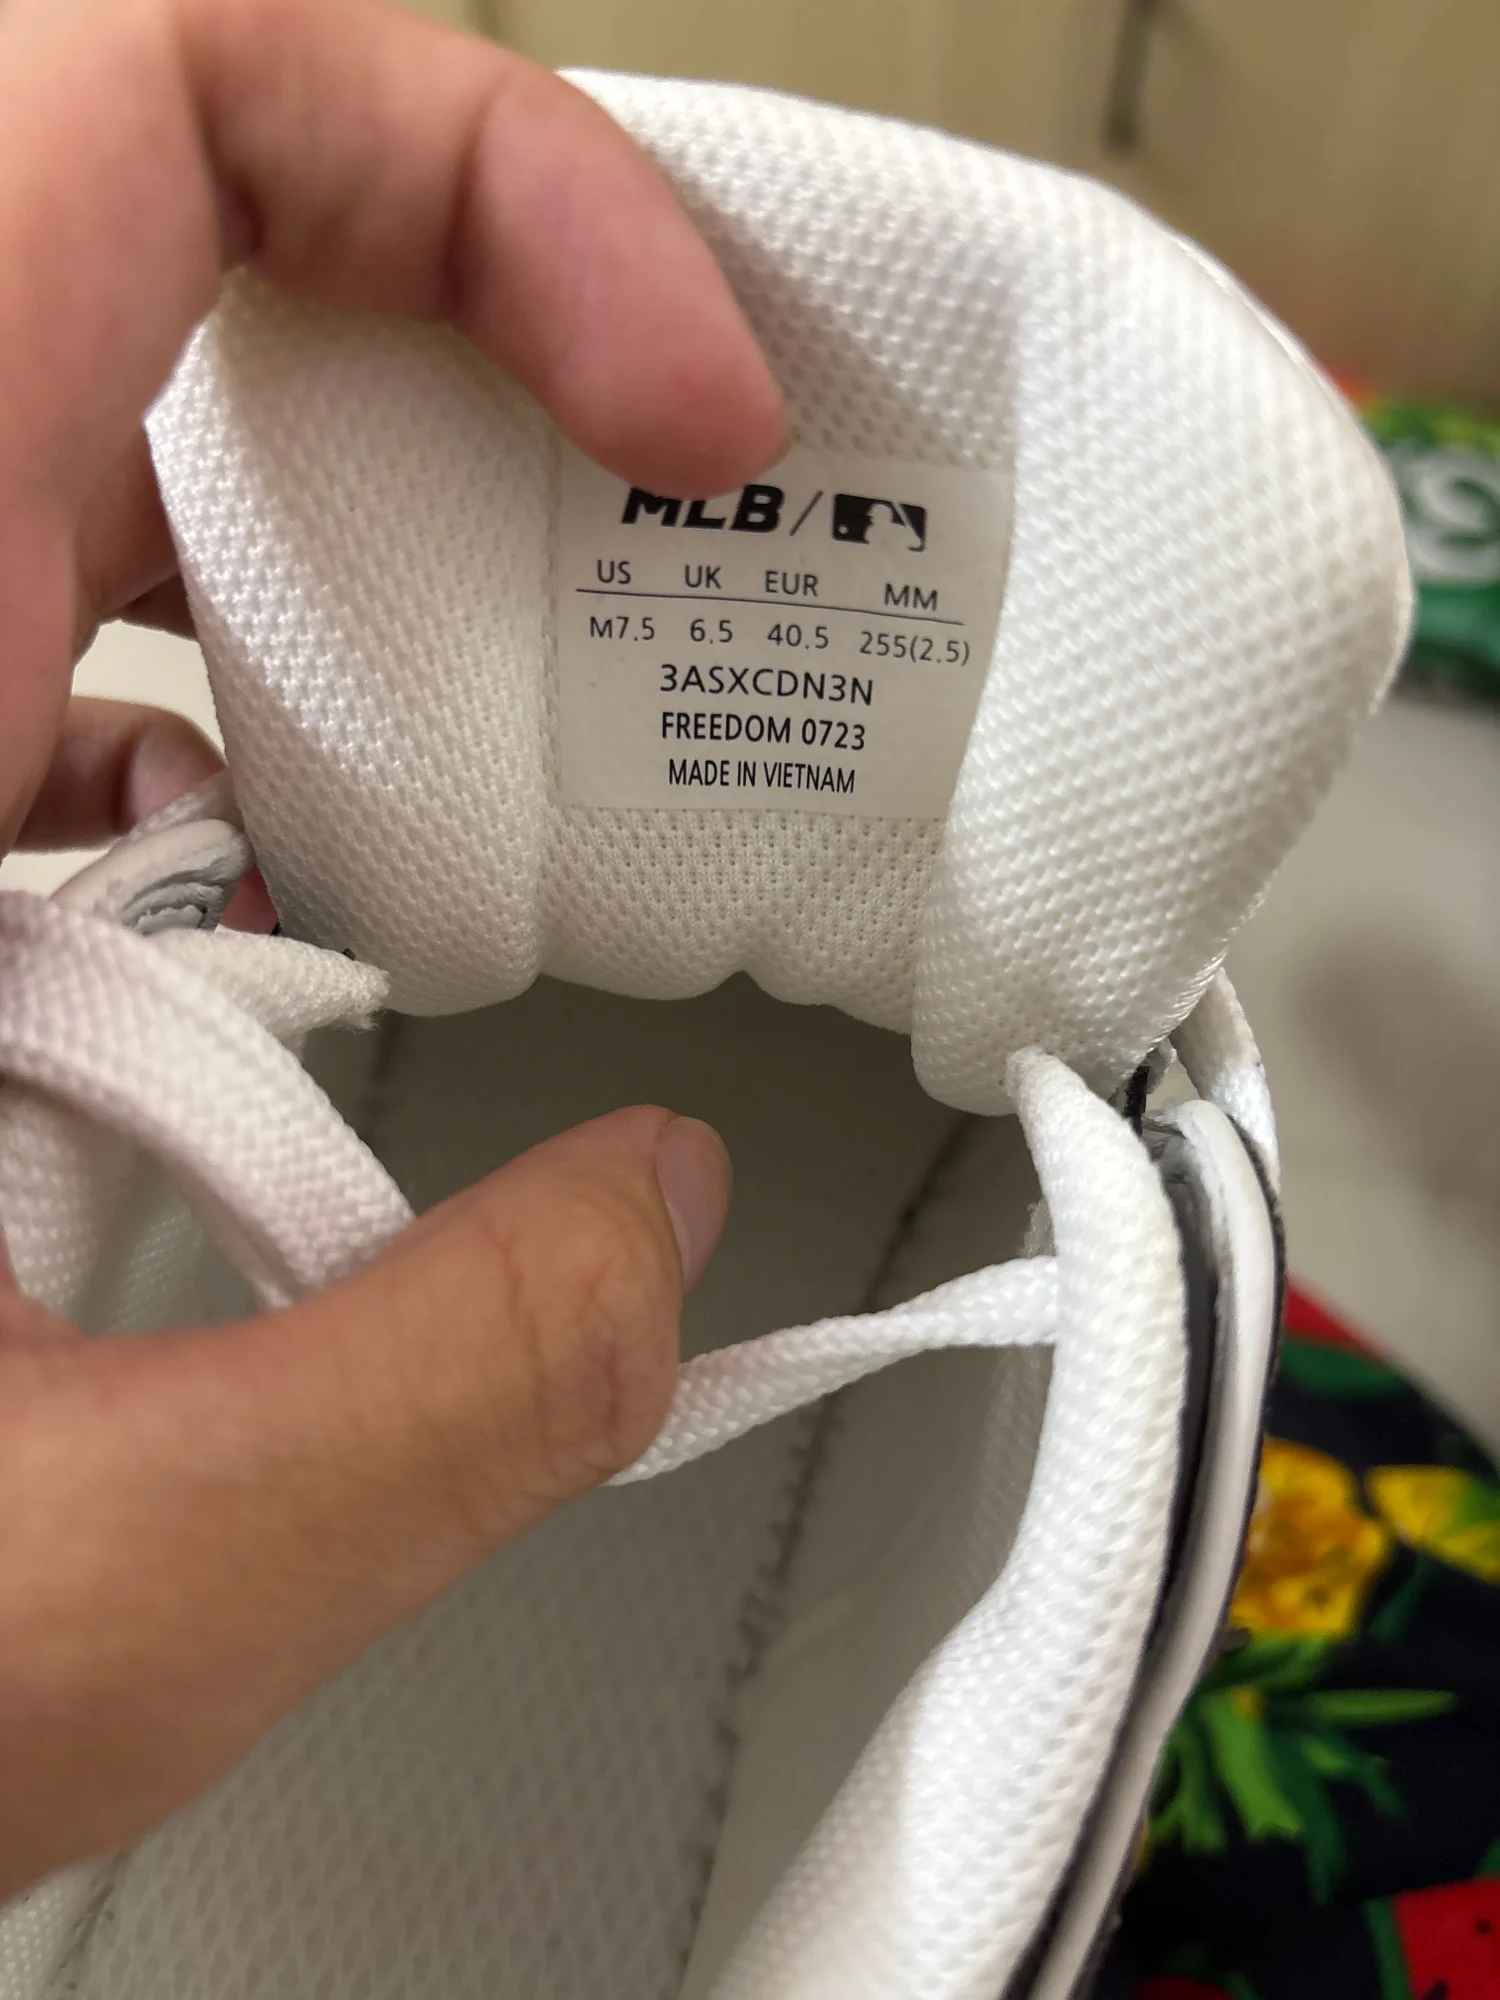 MLB /
US UK EUR MM
M7.5 6.5 40.5 255(2.5)
3ASXCDN3N
FREEDOM 0723
MADE IN VIETNAM